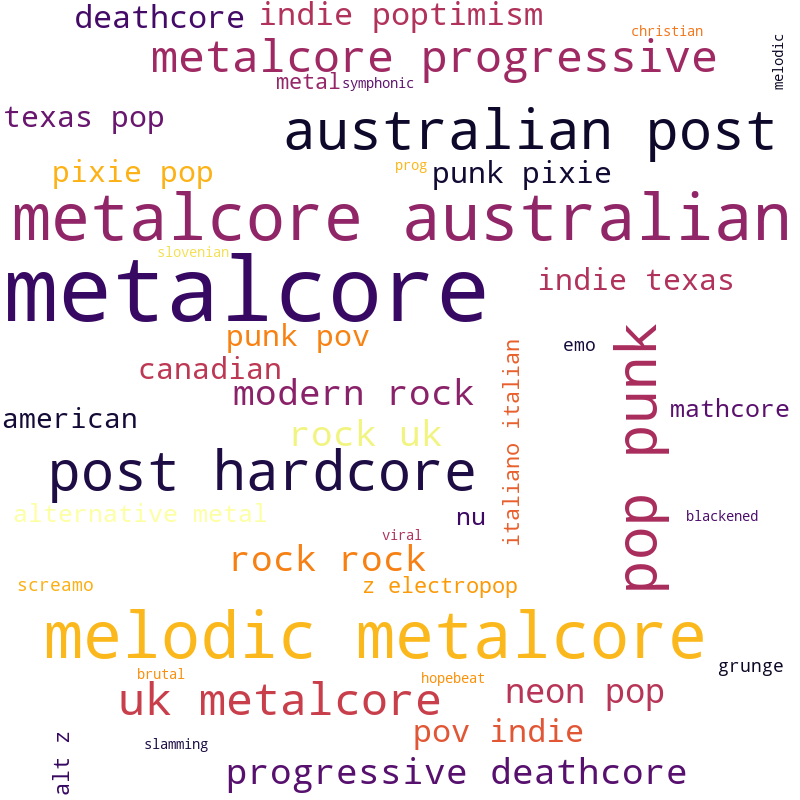 deathcore
indie poptimism
christian
metalcore progressive
melodic
metal
symphonic
texas pop
australian post
pixie pop
prog
punk pixie
metalcore australian
slovenian
metalcore
indie texas
punk pov
emo
pop punk
canadian
italiano italian
modern rock
mathcore
american
rock uk
post hardcore
alternative metal
nu
blackened
viral
rock rock
screamo
z electropop
melodic metalcore
grunge
brutal
hopebeat
uk metalcore
neon pop
pov indie
slamming
alt z
progressive deathcore